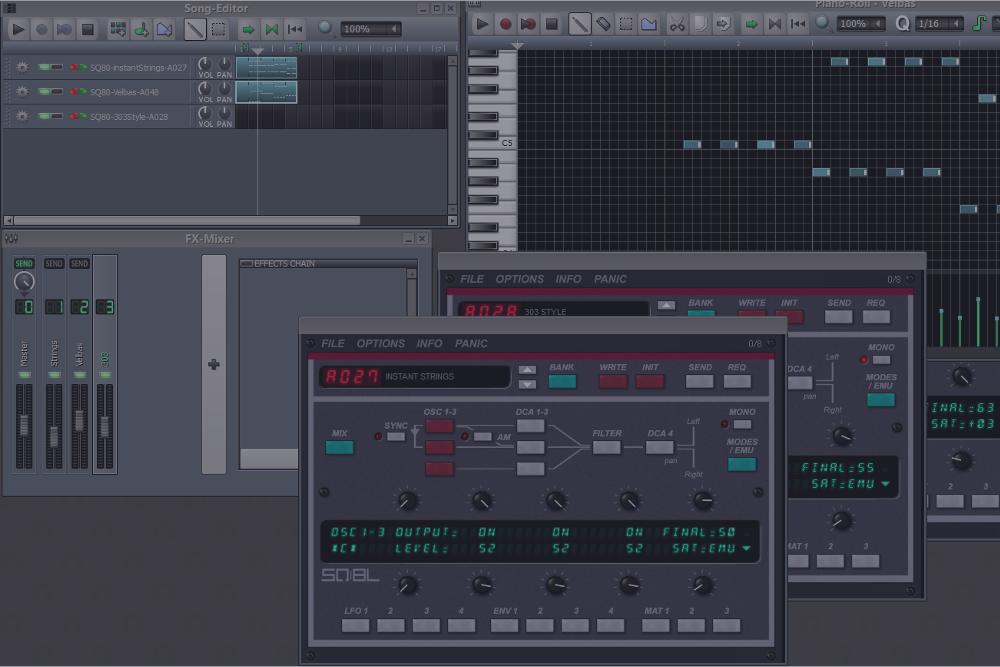 Song-Editor
100%
SQ80-instantStrings-A027
VOL PAN
SQ80-Velbas-A048
VOL PAN
SQ80-303Style-A028
VOL PAN
Piano-Roll - Velbas
100%
Q
1/16
C5
FX-Mixer
SEND SEND SEND
0 1 2 3
Master
Strings
Velbas
303
EFFECTS CHAIN
FILE OPTIONS INFO PANIC 0/8
A028 303 STYLE
BANK WRITE INIT SEND REQ
MONO
MODES
/ EMU
Left
DCA 4
pan
Right
FINAL=55
SAT=EMU
MAT 1 2 3
FINAL=63
SAT=+03
2 3
FILE OPTIONS INFO PANIC 0/8
A027 INSTANT STRINGS
BANK WRITE INIT SEND REQ
OSC 1-3 DCA 1-3 MONO
MIX SYNC AM FILTER DCA 4 Left
pan
Right
MODES
/ EMU
OSC 1-3 OUTPUT= ON ON ON FINAL=50
*C* LEVEL= 52 52 52 SAT=EMU
SQ8L
LFO 1 2 3 4 ENV 1 2 3 4 MAT 1 2 3